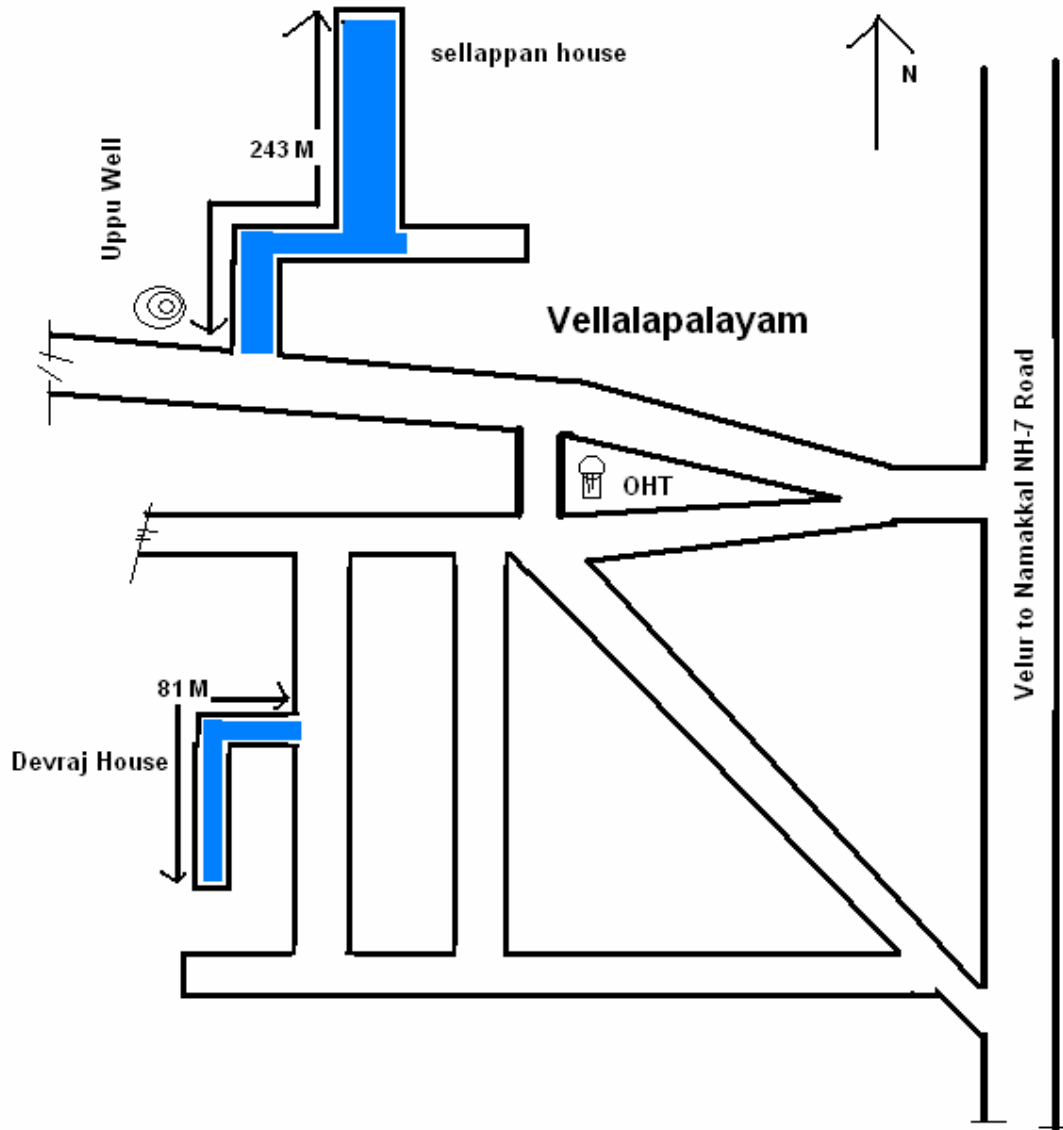 sellappan house
N
243 M
Uppu Well
Vellalapalayam
OHT
Velur to Namakkal NH-7 Road
81 M
Devraj House